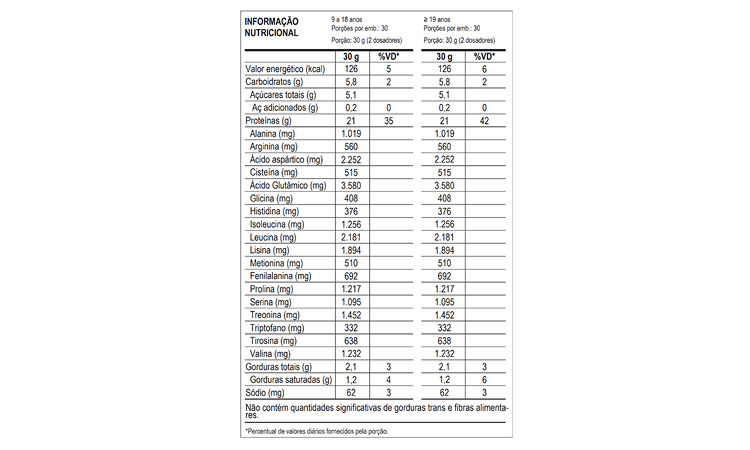 INFORMAÇÃO NUTRICIONAL
9 a 18 anos
Porções por emb.: 30
Porção: 30 g (2 dosadores)
≥ 19 anos
Porções por emb.: 30
Porção: 30 g (2 dosadores)
30 g %VD* 30 g %VD*
Valor energético (kcal) 126 5 126 6
Carboidratos (g) 5,8 2 5,8 2
Açúcares totais (g) 5,1 5,1
Aç adicionados (g) 0,2 0 0,2 0
Proteínas (g) 21 35 21 42
Alanina (mg) 1.019 1.019
Arginina (mg) 560 560
Ácido aspártico (mg) 2.252 2.252
Cisteína (mg) 515 515
Ácido Glutâmico (mg) 3.580 3.580
Glicina (mg) 408 408
Histidina (mg) 376 376
Isoleucina (mg) 1.256 1.256
Leucina (mg) 2.181 2.181
Lisina (mg) 1.894 1.894
Metionina (mg) 510 510
Fenilalanina (mg) 692 692
Prolina (mg) 1.217 1.217
Serina (mg) 1.095 1.095
Treonina (mg) 1.452 1.452
Triptofano (mg) 332 332
Tirosina (mg) 638 638
Valina (mg) 1.232 1.232
Gorduras totais (g) 2,1 3 2,1 3
Gorduras saturadas (g) 1,2 4 1,2 6
Sódio (mg) 62 3 62 3
Não contém quantidades significativas de gorduras trans e fibras alimenta-
res.
*Percentual de valores diários fornecidos pela porção.